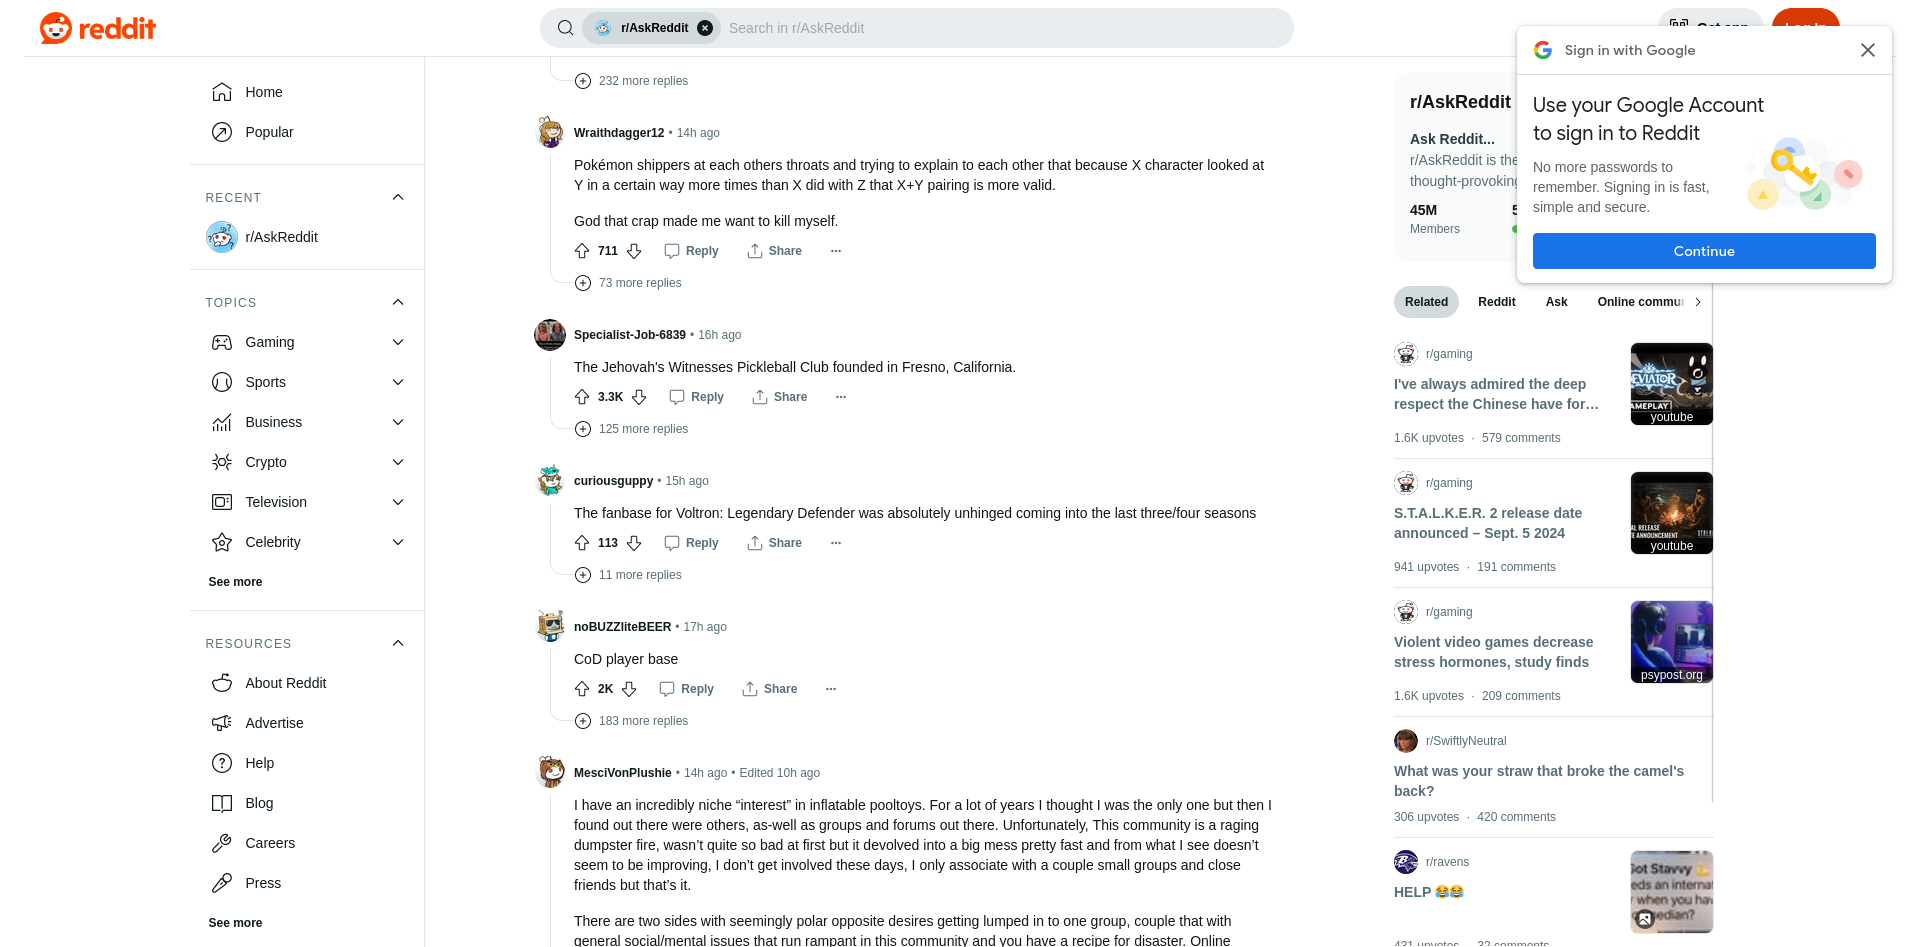 reddit
r/AskReddit
Search in r/AskReddit
Sign in with Google
Use your Google Account
to sign in to Reddit
No more passwords to
remember. Signing in is fast,
simple and secure.
Continue
Home
Popular
RECENT
r/AskReddit
TOPICS
Gaming
Sports
Business
Crypto
Television
Celebrity
See more
RESOURCES
About Reddit
Advertise
Help
Blog
Careers
Press
See more
232 more replies
Wraithdagger12 • 14h ago
Pokémon shippers at each others throats and trying to explain to each other that because X character looked at
Y in a certain way more times than X did with Z that X+Y pairing is more valid.
God that crap made me want to kill myself.
711 Reply Share
73 more replies
Specialist-Job-6839 • 16h ago
The Jehovah's Witnesses Pickleball Club founded in Fresno, California.
3.3K Reply Share
125 more replies
curiousguppy • 15h ago
The fanbase for Voltron: Legendary Defender was absolutely unhinged coming into the last three/four seasons
113 Reply Share
11 more replies
noBUZZliteBEER • 17h ago
CoD player base
2K Reply Share
183 more replies
MesciVonPlushie • 14h ago • Edited 10h ago
I have an incredibly niche “interest” in inflatable pooltoys. For a lot of years I thought I was the only one but then I
found out there were others, as-well as groups and forums out there. Unfortunately, This community is a raging
dumpster fire, wasn’t quite so bad at first but it devolved into a big mess pretty fast and from what I see doesn’t
seem to be improving, I don’t get involved these days, I only associate with a couple small groups and close
friends but that’s it.
There are two sides with seemingly polar opposite desires getting lumped in to one group, couple that with
general social/mental issues that run rampant in this community and you have a recipe for disaster. Online
r/AskReddit
Ask Reddit...
r/AskReddit is the
thought-provoking
45M
Members
Related Reddit Ask Online commu
r/gaming
I've always admired the deep
respect the Chinese have for…
youtube
1.6K upvotes · 579 comments
r/gaming
S.T.A.L.K.E.R. 2 release date
announced – Sept. 5 2024
youtube
941 upvotes · 191 comments
r/gaming
Violent video games decrease
stress hormones, study finds
psypost.org
1.6K upvotes · 209 comments
r/SwiftlyNeutral
What was your straw that broke the camel's
back?
306 upvotes · 420 comments
r/ravens
HELP 😂😂
431 upvotes · 32 comments